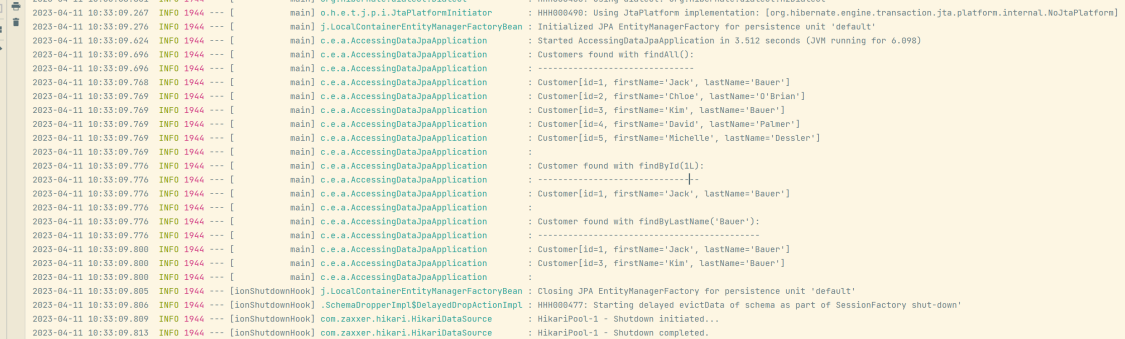 2023-04-11 10:33:09.267  INFO 1944 --- [           main] o.h.e.t.j.p.i.JtaPlatformInitiator       : HHH000490: Using JtaPlatform implementation: [org.hibernate.engine.transaction.jta.platform.internal.NoJtaPlatform]
2023-04-11 10:33:09.276  INFO 1944 --- [           main] j.LocalContainerEntityManagerFactoryBean : Initialized JPA EntityManagerFactory for persistence unit 'default'
2023-04-11 10:33:09.624  INFO 1944 --- [           main] c.e.a.AccessingDataJpaApplication        : Started AccessingDataJpaApplication in 3.512 seconds (JVM running for 6.098)
2023-04-11 10:33:09.696  INFO 1944 --- [           main] c.e.a.AccessingDataJpaApplication        : Customers found with findAll():
2023-04-11 10:33:09.696  INFO 1944 --- [           main] c.e.a.AccessingDataJpaApplication        : -------------------------------
2023-04-11 10:33:09.768  INFO 1944 --- [           main] c.e.a.AccessingDataJpaApplication        : Customer[id=1, firstName='Jack', lastName='Bauer']
2023-04-11 10:33:09.769  INFO 1944 --- [           main] c.e.a.AccessingDataJpaApplication        : Customer[id=2, firstName='Chloe', lastName='O'Brian']
2023-04-11 10:33:09.769  INFO 1944 --- [           main] c.e.a.AccessingDataJpaApplication        : Customer[id=3, firstName='Kim', lastName='Bauer']
2023-04-11 10:33:09.769  INFO 1944 --- [           main] c.e.a.AccessingDataJpaApplication        : Customer[id=4, firstName='David', lastName='Palmer']
2023-04-11 10:33:09.769  INFO 1944 --- [           main] c.e.a.AccessingDataJpaApplication        : Customer[id=5, firstName='Michelle', lastName='Dessler']
2023-04-11 10:33:09.769  INFO 1944 --- [           main] c.e.a.AccessingDataJpaApplication        :
2023-04-11 10:33:09.776  INFO 1944 --- [           main] c.e.a.AccessingDataJpaApplication        : Customer found with findById(1L):
2023-04-11 10:33:09.776  INFO 1944 --- [           main] c.e.a.AccessingDataJpaApplication        : --------------------------------
2023-04-11 10:33:09.776  INFO 1944 --- [           main] c.e.a.AccessingDataJpaApplication        : Customer[id=1, firstName='Jack', lastName='Bauer']
2023-04-11 10:33:09.776  INFO 1944 --- [           main] c.e.a.AccessingDataJpaApplication        :
2023-04-11 10:33:09.776  INFO 1944 --- [           main] c.e.a.AccessingDataJpaApplication        : Customer found with findByLastName('Bauer'):
2023-04-11 10:33:09.776  INFO 1944 --- [           main] c.e.a.AccessingDataJpaApplication        : --------------------------------------------
2023-04-11 10:33:09.800  INFO 1944 --- [           main] c.e.a.AccessingDataJpaApplication        : Customer[id=1, firstName='Jack', lastName='Bauer']
2023-04-11 10:33:09.800  INFO 1944 --- [           main] c.e.a.AccessingDataJpaApplication        : Customer[id=3, firstName='Kim', lastName='Bauer']
2023-04-11 10:33:09.800  INFO 1944 --- [           main] c.e.a.AccessingDataJpaApplication        :
2023-04-11 10:33:09.805  INFO 1944 --- [ionShutdownHook] j.LocalContainerEntityManagerFactoryBean : Closing JPA EntityManagerFactory for persistence unit 'default'
2023-04-11 10:33:09.806  INFO 1944 --- [ionShutdownHook] .SchemaDropperImpl$DelayedDropActionImpl : HHH000477: Starting delayed evictData of schema as part of SessionFactory shut-down'
2023-04-11 10:33:09.809  INFO 1944 --- [ionShutdownHook] com.zaxxer.hikari.HikariDataSource       : HikariPool-1 - Shutdown initiated...
2023-04-11 10:33:09.813  INFO 1944 --- [ionShutdownHook] com.zaxxer.hikari.HikariDataSource       : HikariPool-1 - Shutdown completed.